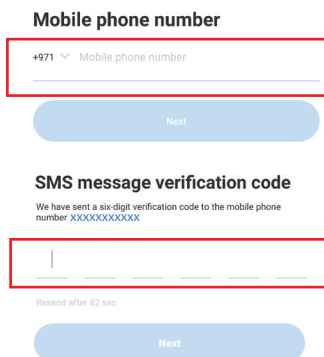 Mobile phone number
+971 Mobile phone number
Next
SMS message verification code
We have sent a six-digit verification code to the mobile phone
number XXXXXXXXXXX
Resend after 82 sec
Next